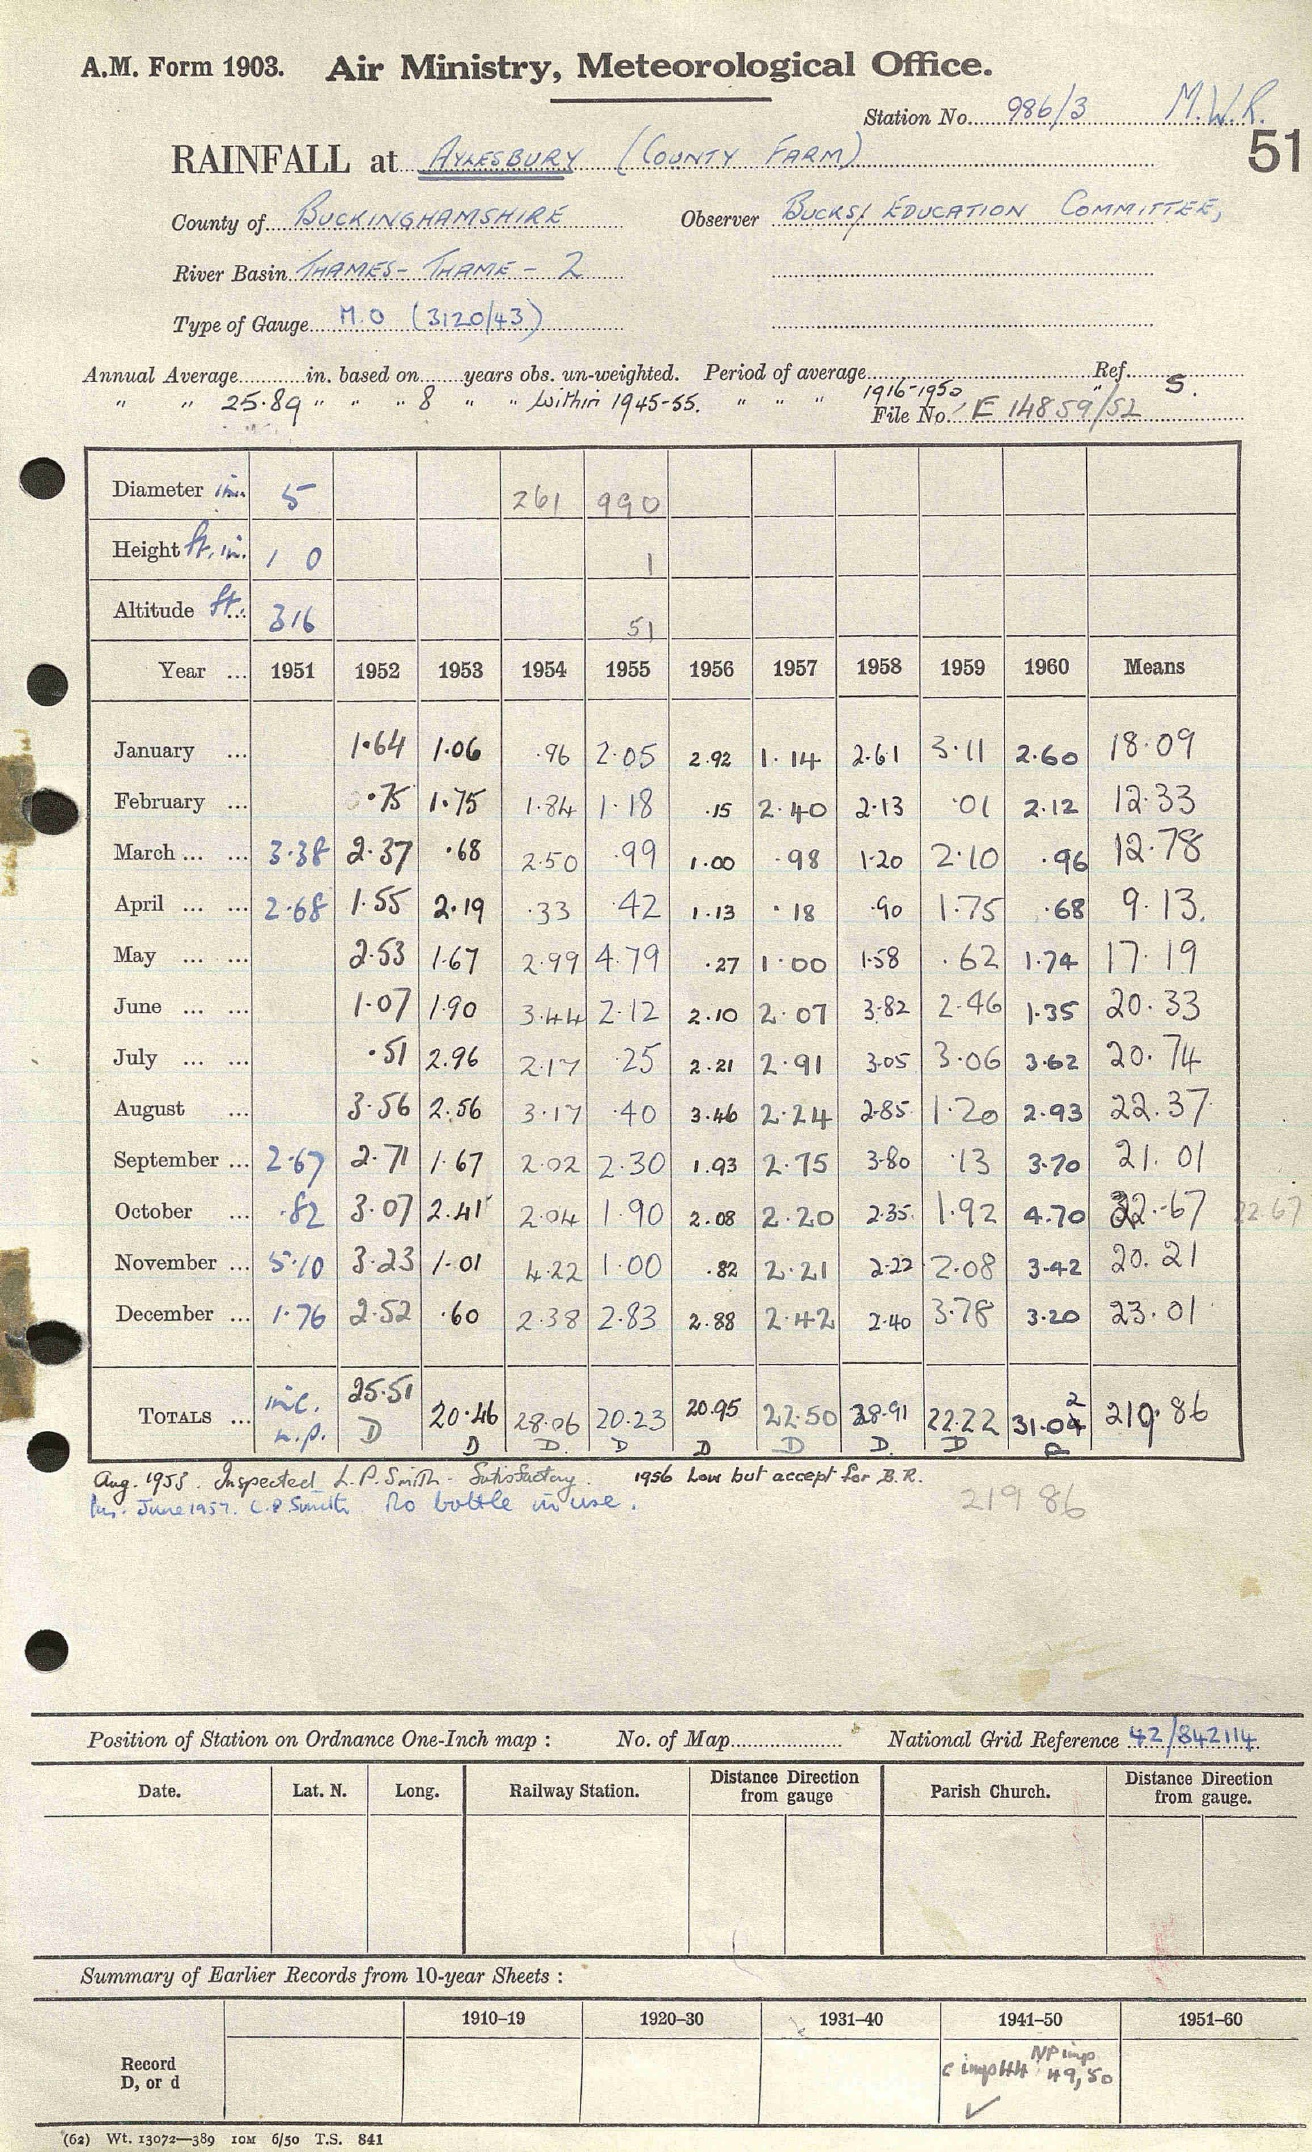 A.M. Form 1903. Air Ministry, Meteorological Office.
Station No. 986/3 M.W.R.
51
RAINFALL at AYLESBURY (COUNTY FARM)
County of BUCKINGHAMSHIRE Observer BUCKS/ EDUCATION COMMITTEE,
River Basin THAMES - THAME - 2
Type of Gauge M.O (3120/43)
Annual Average in. based on years obs. un-weighted. Period of average Ref.
" " 25.89 " " " 8 " " within 1945-55. " " " 1916-1950 " S.
File No. E 14859/52
Diameter in. 5 261 990
Height ft. in. 1 0 1
Altitude ft. 316 51
Year ... 1951 1952 1953 1954 1955 1956 1957 1958 1959 1960 Means
January ... 1.64 1.06 .96 2.05 2.92 1.14 2.61 3.11 2.60 18.09
February ... .75 1.75 1.84 1.18 .15 2.40 2.13 .01 2.12 12.33
March ... ... 3.38 2.37 .68 2.50 .99 1.00 .98 1.20 2.10 .96 12.78
April ... ... 2.68 1.55 2.19 .33 .42 1.13 .18 .90 1.75 .68 9.13.
May ... ... 2.53 1.67 2.99 4.79 .27 1.00 1.58 .62 1.74 17.19
June ... ... 1.07 1.90 3.44 2.12 2.10 2.07 3.82 2.46 1.35 20.33
July ... ... .51 2.96 2.17 .25 2.21 2.91 3.05 3.06 3.62 20.74
August ... 3.56 2.56 3.17 .40 3.46 2.24 2.85 1.20 2.93 22.37
September ... 2.67 2.71 1.67 2.02 2.30 1.93 2.75 3.80 .13 3.70 21.01
October ... .82 3.07 2.41 2.04 1.90 2.08 2.20 2.35 1.92 4.70 22.67 22.67
November ... 5.10 3.23 1.01 4.22 1.00 .82 2.21 2.22 2.08 3.42 20.21
December ... 1.76 2.52 .60 2.38 2.83 2.88 2.42 2.40 3.78 3.20 23.01
TOTALS ... inc. 25.51 20.46 28.06 20.23 20.95 22.50 28.91 22.22 31.02 219.86
n.p. D D D. D D D D. D D
Aug. 1953. Inspected L.P. Smith - Satisfactory. 1956 Low but accept for B.R.
Ins. June 1957. L.P. Smith No bottle in use. 219 86
Position of Station on Ordnance One-Inch map : No. of Map National Grid Reference 42/842114
Date. Lat. N. Long. Railway Station. Distance Direction from gauge Parish Church. Distance Direction from gauge.
Summary of Earlier Records from 10-year Sheets :
1910-19 1920-30 1931-40 1941-50 1951-60
Record D, or d c imp 44 NP imp 49,50
(62) Wt. 13072—389 10M 6/50 T.S. 841